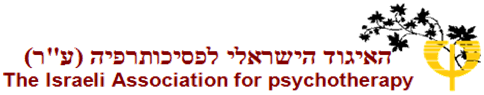 האיגוד הישראלי לפסיכותרפיה (ע"ר)
The Israeli Association for psychotherapy